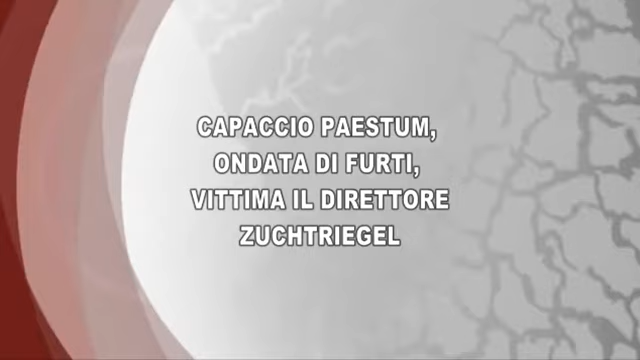 CAPACCIO PAESTUM,
ONDATA DI FURTI,
VITTIMA IL DIRETTORE
ZUCHTRIEGEL